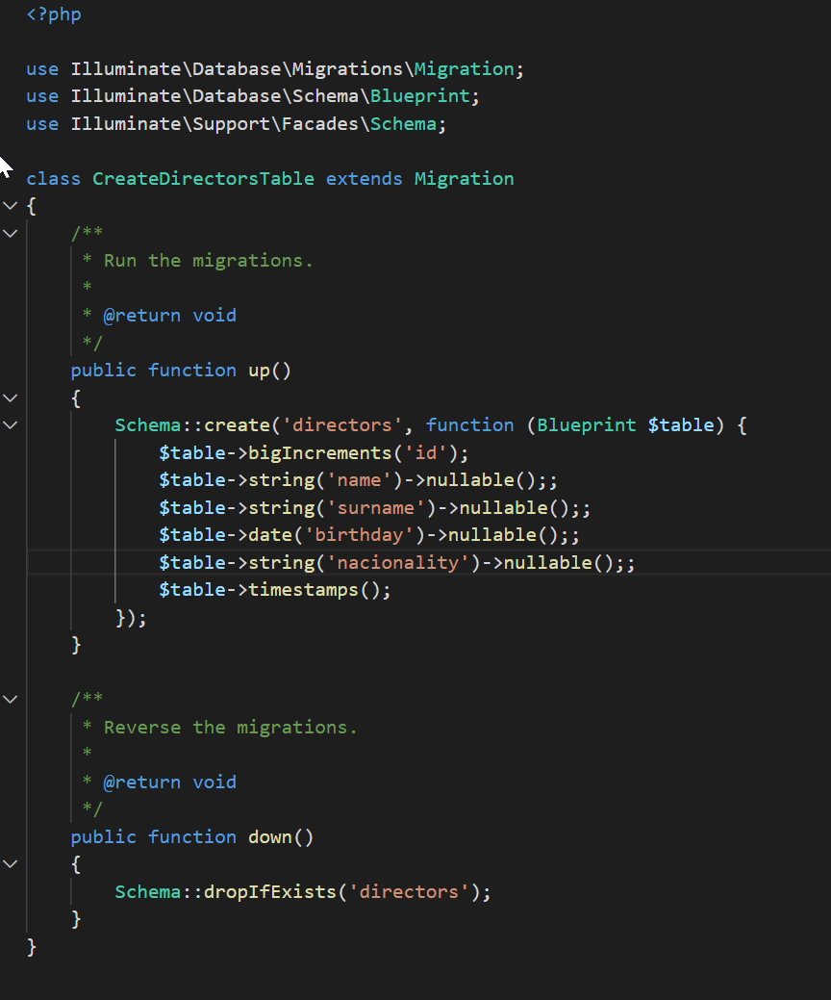 <?php
use Illuminate\Database\Migrations\Migration;
use Illuminate\Database\Schema\Blueprint;
use Illuminate\Support\Facades\Schema;
class CreateDirectorsTable extends Migration
{
/**
* Run the migrations.
*
* @return void
*/
public function up()
{
Schema::create('directors', function (Blueprint $table) {
$table->bigIncrements('id');
$table->string('name')->nullable();;
$table->string('surname')->nullable();;
$table->date('birthday')->nullable();;
$table->string('nacionality')->nullable();;
$table->timestamps();
});
}
/**
* Reverse the migrations.
*
* @return void
*/
public function down()
{
Schema::dropIfExists('directors');
}
}